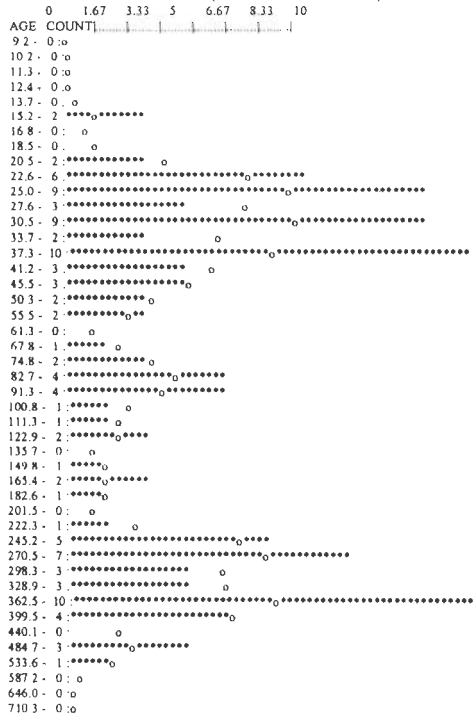 0 1.67 3.33 5 6.67 8.33 10
AGE COUNT
9 2 - 0 :o
10 2 - 0 :o
11.3 - 0 :o
12.4 - 0 .o
13.7 - 0 . o
15.2 - 2 ****o*******
16 8 - 0 : o
18.5 - 0 : o
20 5 - 2 :
22.6 - 6 .
25.0 - 9 :
27.6 - 3
30.5 - 9 :
33.7 - 2 :
37.3 - 10
41.2 - 3
45.5 - 3 :
50 3 - 2 :
55 5 - 2 :
61.3 - 0 : o
67 8 - 1
74.8 - 2 :
82 7 - 4
91.3 - 4 :
100.8 - 1 :
111.3 - 1 :
122.9 - 2 :
135 7 - 0 · o
149 8 - 1
165.4 - 2
182.6 - 1
201.5 - 0: o
222.3 - 1:
245.2 - 5
270.5 - 7:
298.3 - 3
328.9 - 3
362.5 - 10
399.5 - 4:
440.1 - 0 o
484 7 - 3
533.6 - 1 :
587 2 - 0 : o
646.0 - 0 ·o
710 3 - 0 :o